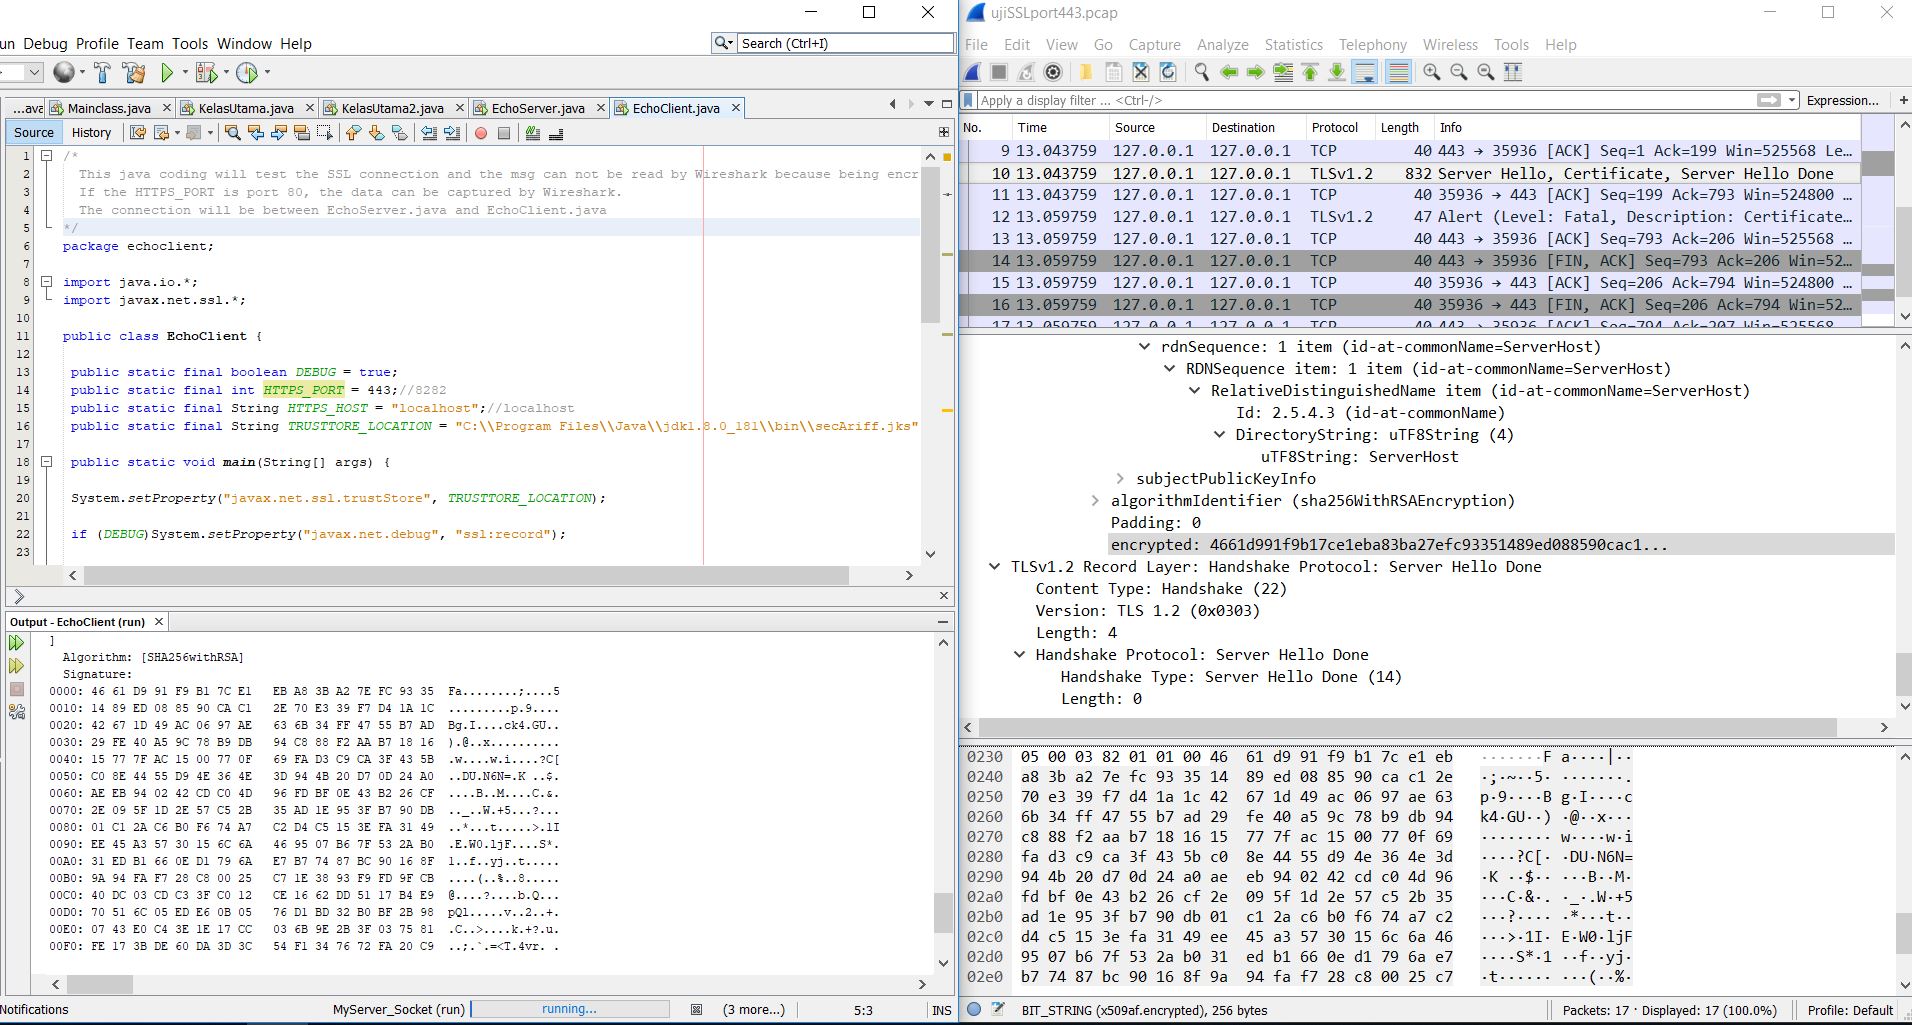 un Debug Profile Team Tools Window Help
Search (Ctrl+I)
...ava Mainclass.java KelasUtama.java KelasUtama2.java EchoServer.java EchoClient.java
Source History
1 /*
2 This java coding will test the SSL connection and the msg can not be read by Wireshark because being encr
3 If the HTTPS_PORT is port 80, the data can be captured by Wireshark.
4 The connection will be between EchoServer.java and EchoClient.java
5 */
6 package echoclient;
7
8 import java.io.*;
9 import javax.net.ssl.*;
10
11 public class EchoClient {
12
13 public static final boolean DEBUG = true;
14 public static final int HTTPS_PORT = 443;//8282
15 public static final String HTTPS_HOST = "localhost";//localhost
16 public static final String TRUSTTORE_LOCATION = "C:\\Program Files\\Java\\jdk1.8.0_181\\bin\\secAriff.jks"
17
18 public static void main(String[] args) {
19
20 System.setProperty("javax.net.ssl.trustStore", TRUSTTORE_LOCATION);
21
22 if (DEBUG)System.setProperty("javax.net.debug", "ssl:record");
23
Output - EchoClient (run)
]
Algorithm: [SHA256withRSA]
Signature:
0000: 46 61 D9 91 F9 B1 7C E1 EB A8 3B A2 7E FC 93 35 Fa........;....5
0010: 14 89 ED 08 85 90 CA C1 2E 70 E3 39 F7 D4 1A 1C .........p.9....
0020: 42 67 1D 49 AC 06 97 AE 63 6B 34 FF 47 55 B7 AD Bg.I....ck4.GU..
0030: 29 FE 40 A5 9C 78 B9 DB 94 C8 88 F2 AA B7 18 16 ).@..x..........
0040: 15 77 7F AC 15 00 77 0F 69 FA D3 C9 CA 3F 43 5B .w....w.i....?C[
0050: C0 8E 44 55 D9 4E 36 4E 3D 94 4B 20 D7 0D 24 A0 ..DU.N6N=.K ..$.
0060: AE EB 94 02 42 CD C0 4D 96 FD BF 0E 43 B2 26 CF ....B..M....C.&.
0070: 2E 09 5F 1D 2E 57 C5 2B 35 AD 1E 95 3F B7 90 DB .._..W.+5...?...
0080: 01 C1 2A C6 B0 F6 74 A7 C2 D4 C5 15 3E FA 31 49 ..*...t.....>.1I
0090: EE 45 A3 57 30 15 6C 6A 46 95 07 B6 7F 53 2A B0 .E.W0.ljF....S*.
00A0: 31 ED B1 66 0E D1 79 6A E7 B7 74 87 BC 90 16 8F 1..f..yj..t.....
00B0: 9A 94 FA F7 28 C8 00 25 C7 1E 38 93 F9 FD 9F CB ....(..%..8.....
00C0: 40 DC 03 CD C3 3F C0 12 CE 16 62 DD 51 17 B4 E9 @....?....b.Q...
00D0: 70 51 6C 05 ED E6 0B 05 76 D1 BD 32 B0 BF 2B 98 pQl.....v..2..+.
00E0: 07 43 E0 C4 3E 1E 17 CC 03 6B 9E 2B 3F 03 75 81 .C..>....k.+?.u.
00F0: FE 17 3B DE 60 DA 3D 3C 54 F1 34 76 72 FA 20 C9 ..;.`.=<T.4vr. .
Notifications MyServer_Socket (run) running... (3 more...) 5:3 INS
ujiSSLport443.pcap
File Edit View Go Capture Analyze Statistics Telephony Wireless Tools Help
Apply a display filter ... <Ctrl-/> Expression... +
No. Time Source Destination Protocol Length Info
9 13.043759 127.0.0.1 127.0.0.1 TCP 40 443 → 35936 [ACK] Seq=1 Ack=199 Win=525568 Le...
10 13.043759 127.0.0.1 127.0.0.1 TLSv1.2 832 Server Hello, Certificate, Server Hello Done
11 13.043759 127.0.0.1 127.0.0.1 TCP 40 35936 → 443 [ACK] Seq=199 Ack=793 Win=524800 ...
12 13.059759 127.0.0.1 127.0.0.1 TLSv1.2 47 Alert (Level: Fatal, Description: Certificate...
13 13.059759 127.0.0.1 127.0.0.1 TCP 40 443 → 35936 [ACK] Seq=793 Ack=206 Win=525568 ...
14 13.059759 127.0.0.1 127.0.0.1 TCP 40 443 → 35936 [FIN, ACK] Seq=793 Ack=206 Win=52...
15 13.059759 127.0.0.1 127.0.0.1 TCP 40 35936 → 443 [ACK] Seq=206 Ack=794 Win=524800 ...
16 13.059759 127.0.0.1 127.0.0.1 TCP 40 35936 → 443 [FIN, ACK] Seq=206 Ack=794 Win=52...
17 13.059759 127.0.0.1 127.0.0.1 TCP 40 443 → 35936 [ACK] Seq=794 Ack=207 Win=525568
rdnSequence: 1 item (id-at-commonName=ServerHost)
RDNSequence item: 1 item (id-at-commonName=ServerHost)
RelativeDistinguishedName item (id-at-commonName=ServerHost)
Id: 2.5.4.3 (id-at-commonName)
DirectoryString: uTF8String (4)
uTF8String: ServerHost
subjectPublicKeyInfo
algorithmIdentifier (sha256WithRSAEncryption)
Padding: 0
encrypted: 4661d991f9b17ce1eba83ba27efc93351489ed088590cac1...
TLSv1.2 Record Layer: Handshake Protocol: Server Hello Done
Content Type: Handshake (22)
Version: TLS 1.2 (0x0303)
Length: 4
Handshake Protocol: Server Hello Done
Handshake Type: Server Hello Done (14)
Length: 0
0230 05 00 03 82 01 01 00 46 61 d9 91 f9 b1 7c e1 eb ·······F a····|··
0240 a8 3b a2 7e fc 93 35 14 89 ed 08 85 90 ca c1 2e ·;·~··5· ·······.
0250 70 e3 39 f7 d4 1a 1c 42 67 1d 49 ac 06 97 ae 63 p·9····B g·I····c
0260 6b 34 ff 47 55 b7 ad 29 fe 40 a5 9c 78 b9 db 94 k4·GU··) ·@··x···
0270 c8 88 f2 aa b7 18 16 15 77 7f ac 15 00 77 0f 69 ········ w····w·i
0280 fa d3 c9 ca 3f 43 5b c0 8e 44 55 d9 4e 36 4e 3d ····?C[· ·DU·N6N=
0290 94 4b 20 d7 0d 24 a0 ae eb 94 02 42 cd c0 4d 96 ·K ··$·· ···B··M·
02a0 fd bf 0e 43 b2 26 cf 2e 09 5f 1d 2e 57 c5 2b 35 ···C·&·. ·_·.W·+5
02b0 ad 1e 95 3f b7 90 db 01 c1 2a c6 b0 f6 74 a7 c2 ···?···· ·*···t··
02c0 d4 c5 15 3e fa 31 49 ee 45 a3 57 30 15 6c 6a 46 ···>·1I· E·W0·ljF
02d0 95 07 b6 7f 53 2a b0 31 ed b1 66 0e d1 79 6a e7 ····S*·1 ··f··yj·
02e0 b7 74 87 bc 90 16 8f 9a 94 fa f7 28 c8 00 25 c7 ·t······ ···(··%·
BIT_STRING (x509af.encrypted), 256 bytes Packets: 17 · Displayed: 17 (100.0%) Profile: Default